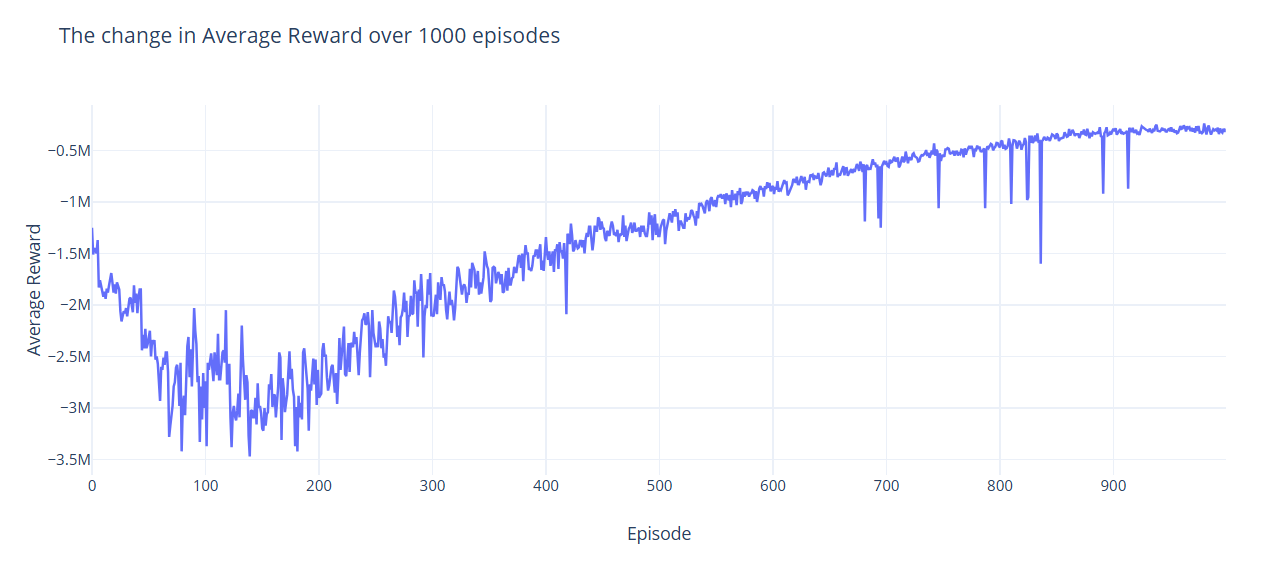 The change in Average Reward over 1000 episodes
Average Reward
−0.5M
−1M
−1.5M
−2M
−2.5M
−3M
−3.5M
0 100 200 300 400 500 600 700 800 900
Episode